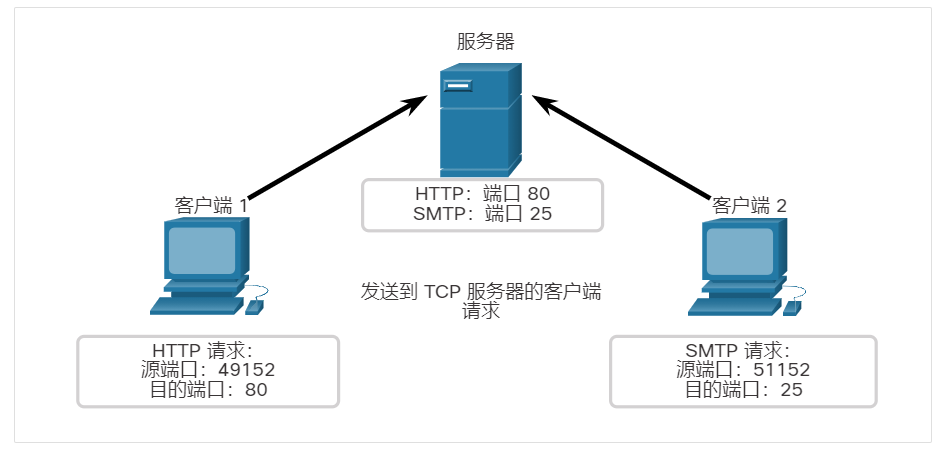 服务器
HTTP：端口 80
SMTP：端口 25
客户端 1
客户端 2
发送到 TCP 服务器的客户端
请求
HTTP 请求：
源端口：49152
目的端口：80
SMTP 请求：
源端口：51152
目的端口：25